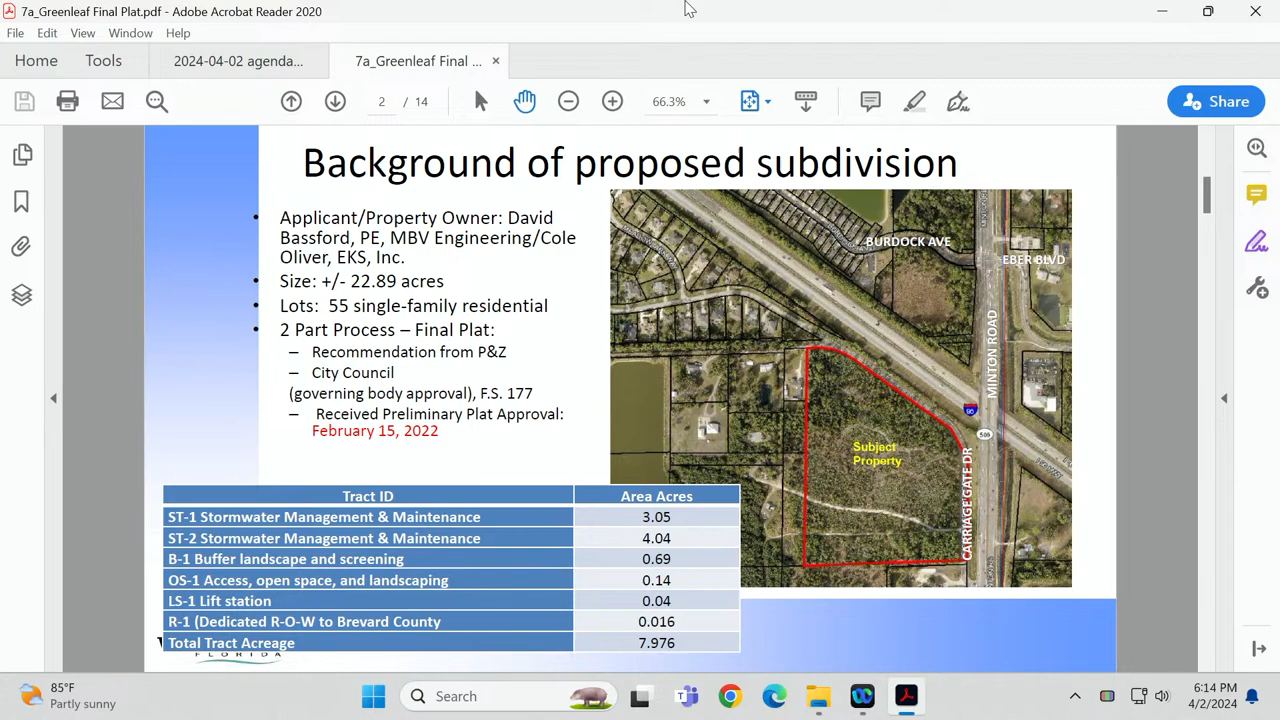 7a_Greenleaf Final Plat.pdf - Adobe Acrobat Reader 2020
File Edit View Window Help
Home Tools 2024-04-02 agenda... 7a_Greenleaf Final ... ×
2 / 14 66.3% Share
Background of proposed subdivision
• Applicant/Property Owner: David
Bassford, PE, MBV Engineering/Cole
Oliver, EKS, Inc.
• Size: +/- 22.89 acres
• Lots: 55 single-family residential
• 2 Part Process – Final Plat:
– Recommendation from P&Z
– City Council
(governing body approval), F.S. 177
– Received Preliminary Plat Approval:
February 15, 2022
BURDOCK AVE
EBER BLVD
MINTON ROAD
509
Subject
Property
CARRIAGE GATE DR
Tract ID Area Acres
ST-1 Stormwater Management & Maintenance 3.05
ST-2 Stormwater Management & Maintenance 4.04
B-1 Buffer landscape and screening 0.69
OS-1 Access, open space, and landscaping 0.14
LS-1 Lift station 0.04
R-1 (Dedicated R-O-W to Brevard County 0.016
Total Tract Acreage 7.976
FLORIDA
85°F
Partly sunny
Search
6:14 PM
4/2/2024